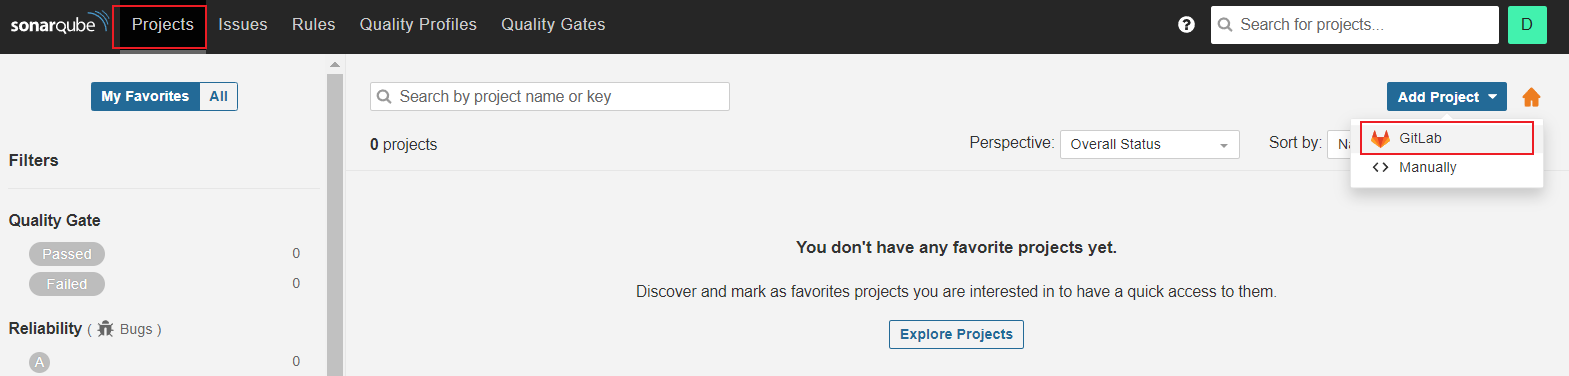 sonarqube Projects Issues Rules Quality Profiles Quality Gates ? Search for projects... D
My Favorites All Search by project name or key Add Project
0 projects Perspective: Overall Status Sort by: Na
GitLab
Manually
Filters
Quality Gate
Passed 0
Failed 0
Reliability ( Bugs )
A 0
You don't have any favorite projects yet.
Discover and mark as favorites projects you are interested in to have a quick access to them.
Explore Projects